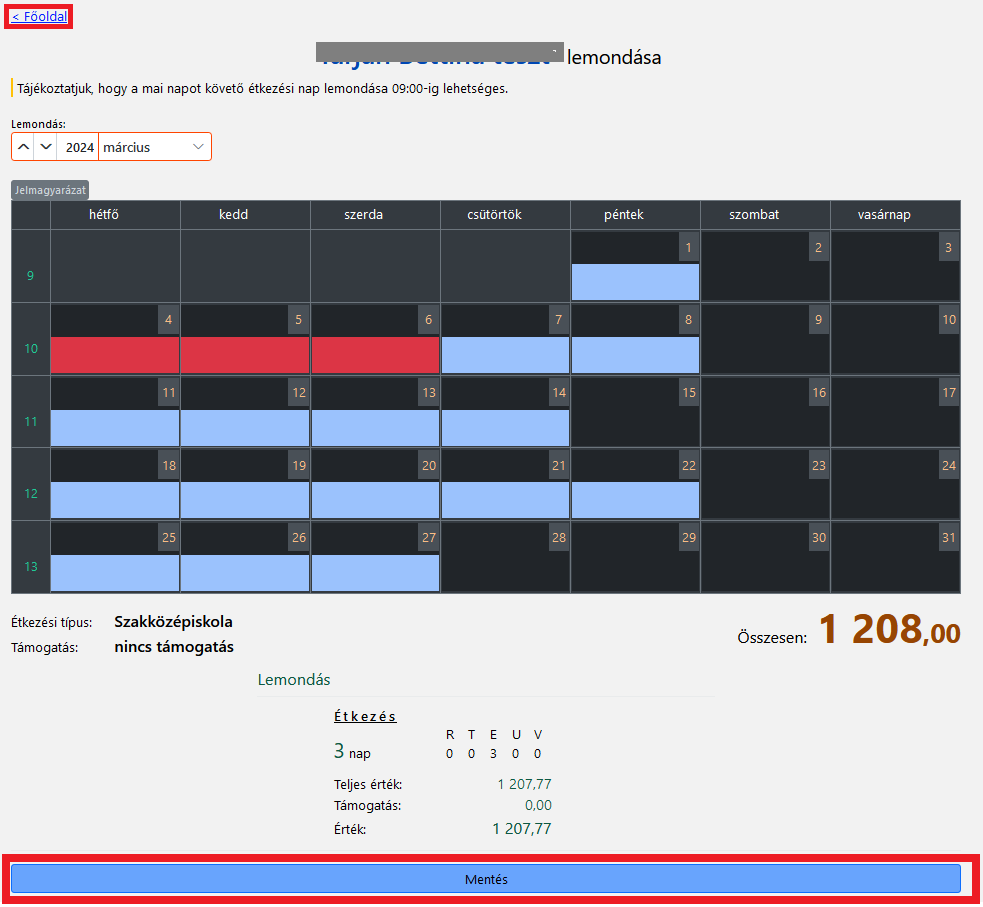 < Főoldal
lemondása
Tájékoztatjuk, hogy a mai napot követő étkezési nap lemondása 09:00-ig lehetséges.
Lemondás:
2024 március
Jelmagyarázat
hétfő kedd szerda csütörtök péntek szombat vasárnap
1 2 3
9
4 5 6 7 8 9 10
10
11 12 13 14 15 16 17
11
18 19 20 21 22 23 24
12
25 26 27 28 29 30 31
13
Étkezési típus: Szakközépiskola
Támogatás: nincs támogatás
Összesen: 1 208,00
Lemondás
Étkezés
R T E U V
3 nap 0 0 3 0 0
Teljes érték: 1 207,77
Támogatás: 0,00
Érték: 1 207,77
Mentés